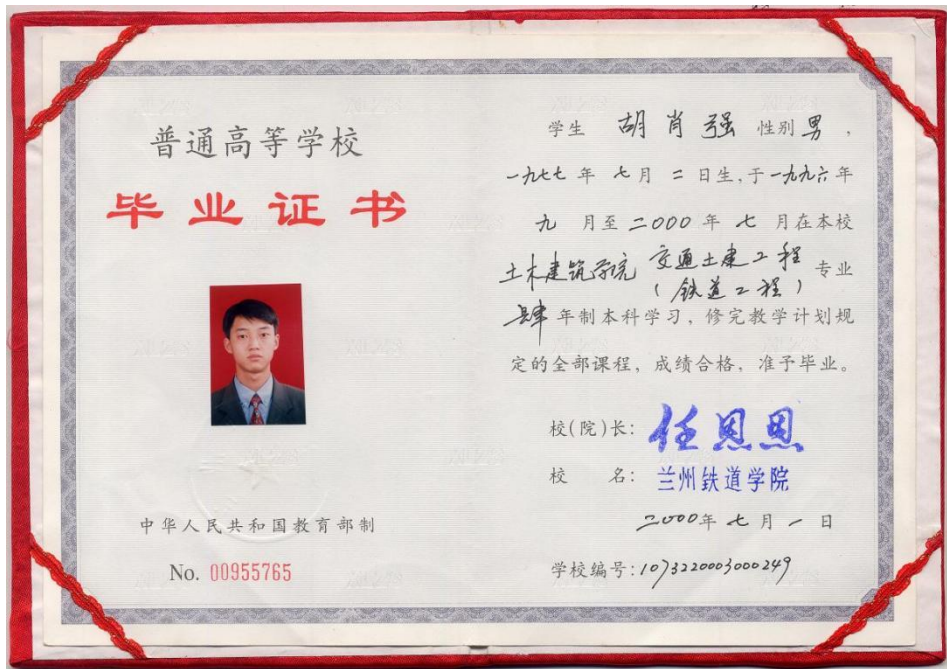 普通高等学校
毕业证书
中华人民共和国教育部制
No. 00955765
学生 胡肖强 性别 男，
一九七七 年 七 月 二 日生，于一九九六年
九 月至二000 年 七 月在本校
土木建筑学院 交通土建工程 专业
（铁道工程）
肆 年制本科学习，修完教学计划规
定的全部课程，成绩合格，准予毕业。
校(院)长: 任恩恩
校 名: 兰州铁道学院
二000年 七 月 一 日
学校编号:1073220003000249